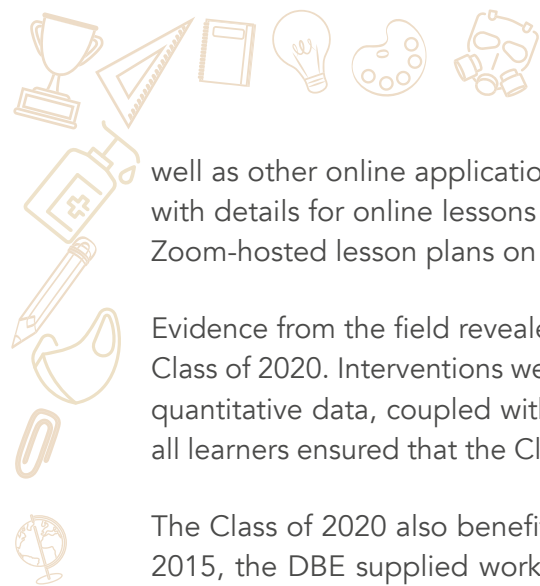 well as other online applicatio
with details for online lessons
Zoom-hosted lesson plans on
Evidence from the field reveale
Class of 2020. Interventions we
quantitative data, coupled wit
all learners ensured that the Cl
The Class of 2020 also benefi
2015, the DBE supplied work